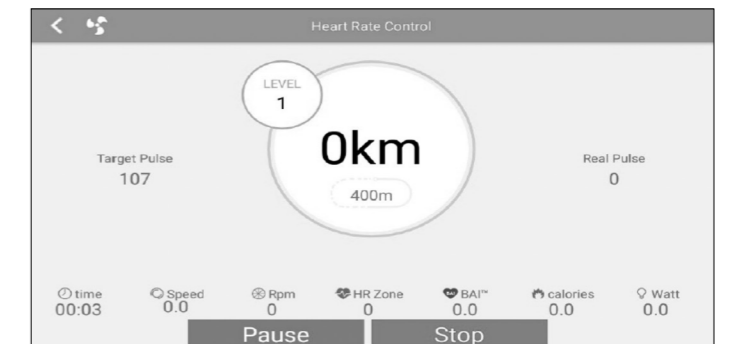 Heart Rate Control
LEVEL
1
0km
400m
Target Pulse
107
Real Pulse
0
time Speed Rpm HR Zone BAI™ calories Watt
00:03 0.0 0 0 0.0 0.0 0.0
Pause Stop